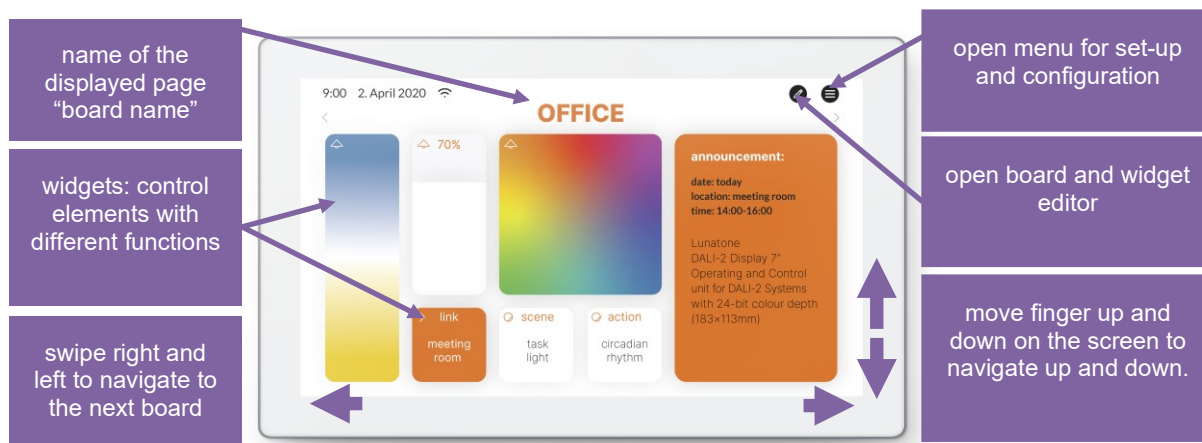 name of the
displayed page
“board name”
widgets: control
elements with
different functions
swipe right and
left to navigate to
the next board
9:00 2. April 2020
OFFICE
70%
link
meeting
room
scene
task
light
action
circadian
rhythm
announcement:
date: today
location: meeting room
time: 14:00-16:00
Lunatone
DALI-2 Display 7"
Operating and Control
unit for DALI-2 Systems
with 24-bit colour depth
(183×113mm)
open menu for set-up
and configuration
open board and widget
editor
move finger up and
down on the screen to
navigate up and down.